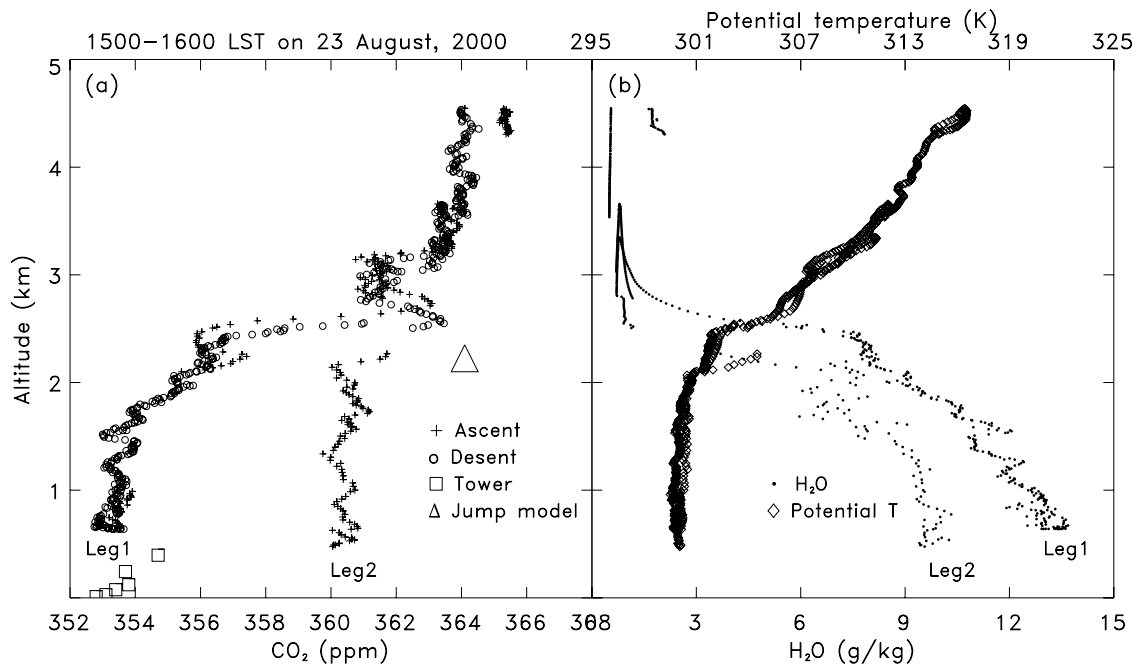 Potential temperature (K)
1500−1600 LST on 23 August, 2000
295 301 307 313 319 325
(a)
(b)
5
4
3
2
1
Altitude (km)
+ Ascent
○ Desent
□ Tower
△ Jump model
• H₂O
◇ Potential T
Leg1
Leg2
Leg2
Leg1
352 354 356 358 360 362 364 366 368
3 6 9 12 15
CO₂ (ppm)
H₂O (g/kg)